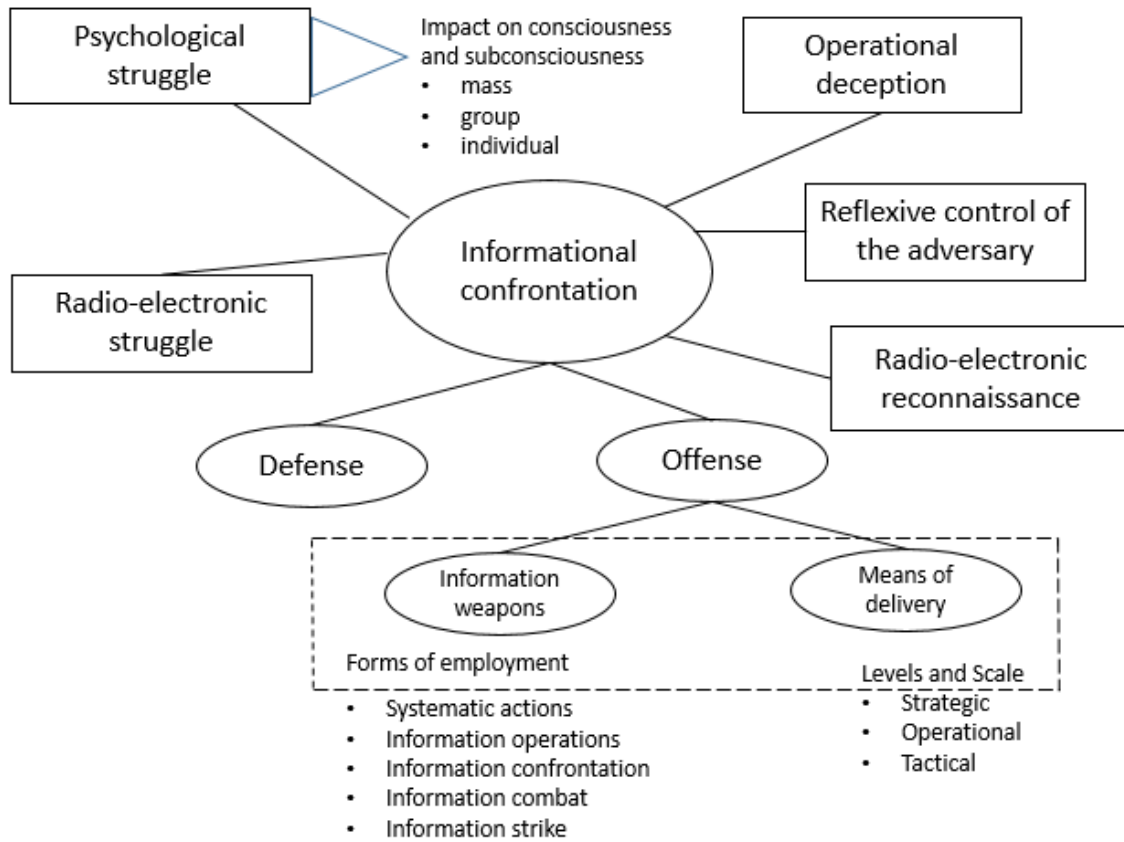 Psychological
struggle
Impact on consciousness
and subconsciousness
• mass
• group
• individual
Operational
deception
Informational
confrontation
Reflexive control of
the adversary
Radio-electronic
struggle
Radio-electronic
reconnaissance
Defense
Offense
Information
weapons
Means of
delivery
Forms of employment
• Systematic actions
• Information operations
• Information confrontation
• Information combat
• Information strike
Levels and Scale
• Strategic
• Operational
• Tactical